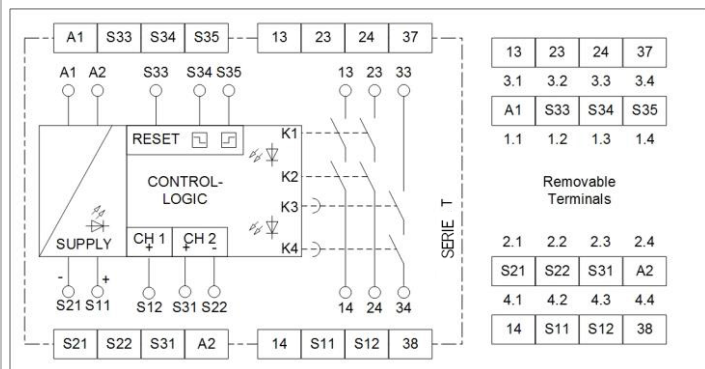 A1 S33 S34 S35 13 23 24 37
A1 A2 S33 S34 S35 13 23 33
RESET
K1
K2
CONTROL-
LOGIC
K3
SUPPLY
CH 1 CH 2
+ + -
K4
- +
S21 S11 S12 S31 S22 14 24 34
S21 S22 S31 A2 14 S11 S12 38
SERIE T
13 23 24 37
3.1 3.2 3.3 3.4
A1 S33 S34 S35
1.1 1.2 1.3 1.4
Removable
Terminals
2.1 2.2 2.3 2.4
S21 S22 S31 A2
4.1 4.2 4.3 4.4
14 S11 S12 38